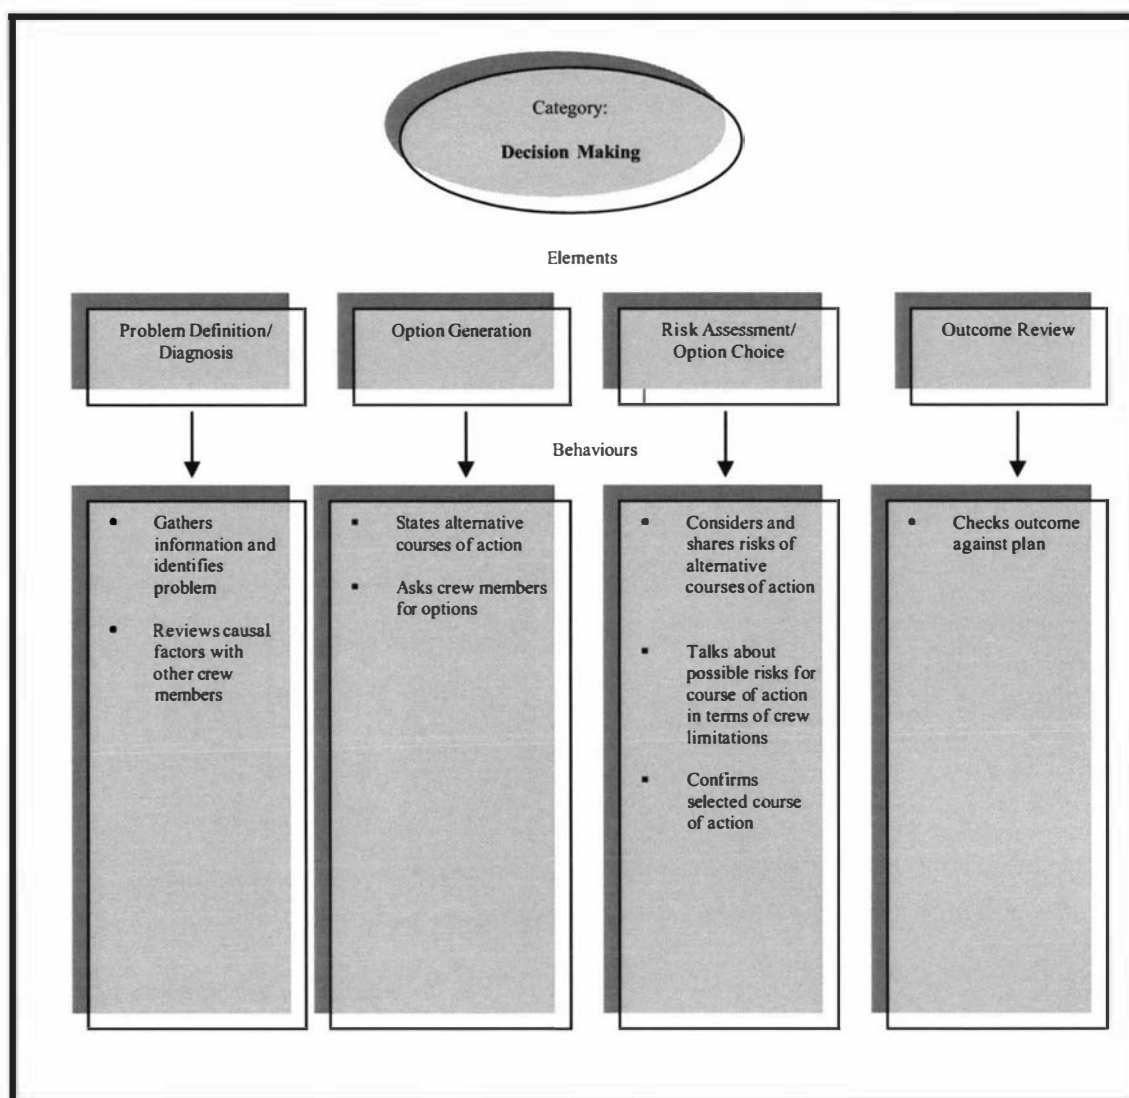 Category:
Decision Making
Elements
Problem Definition/
Diagnosis
Option Generation
Risk Assessment/
Option Choice
Outcome Review
Behaviours
• Gathers
information and
identifies
problem
▪ Reviews causal
factors with
other crew
members
▪ States alternative
courses of action
▪ Asks crew members
for options
• Considers and
shares risks of
alternative
courses of action
▪ Talks about
possible risks for
course of action
in terms of crew
limitations
▪ Confirms
selected course
of action
• Checks outcome
against plan